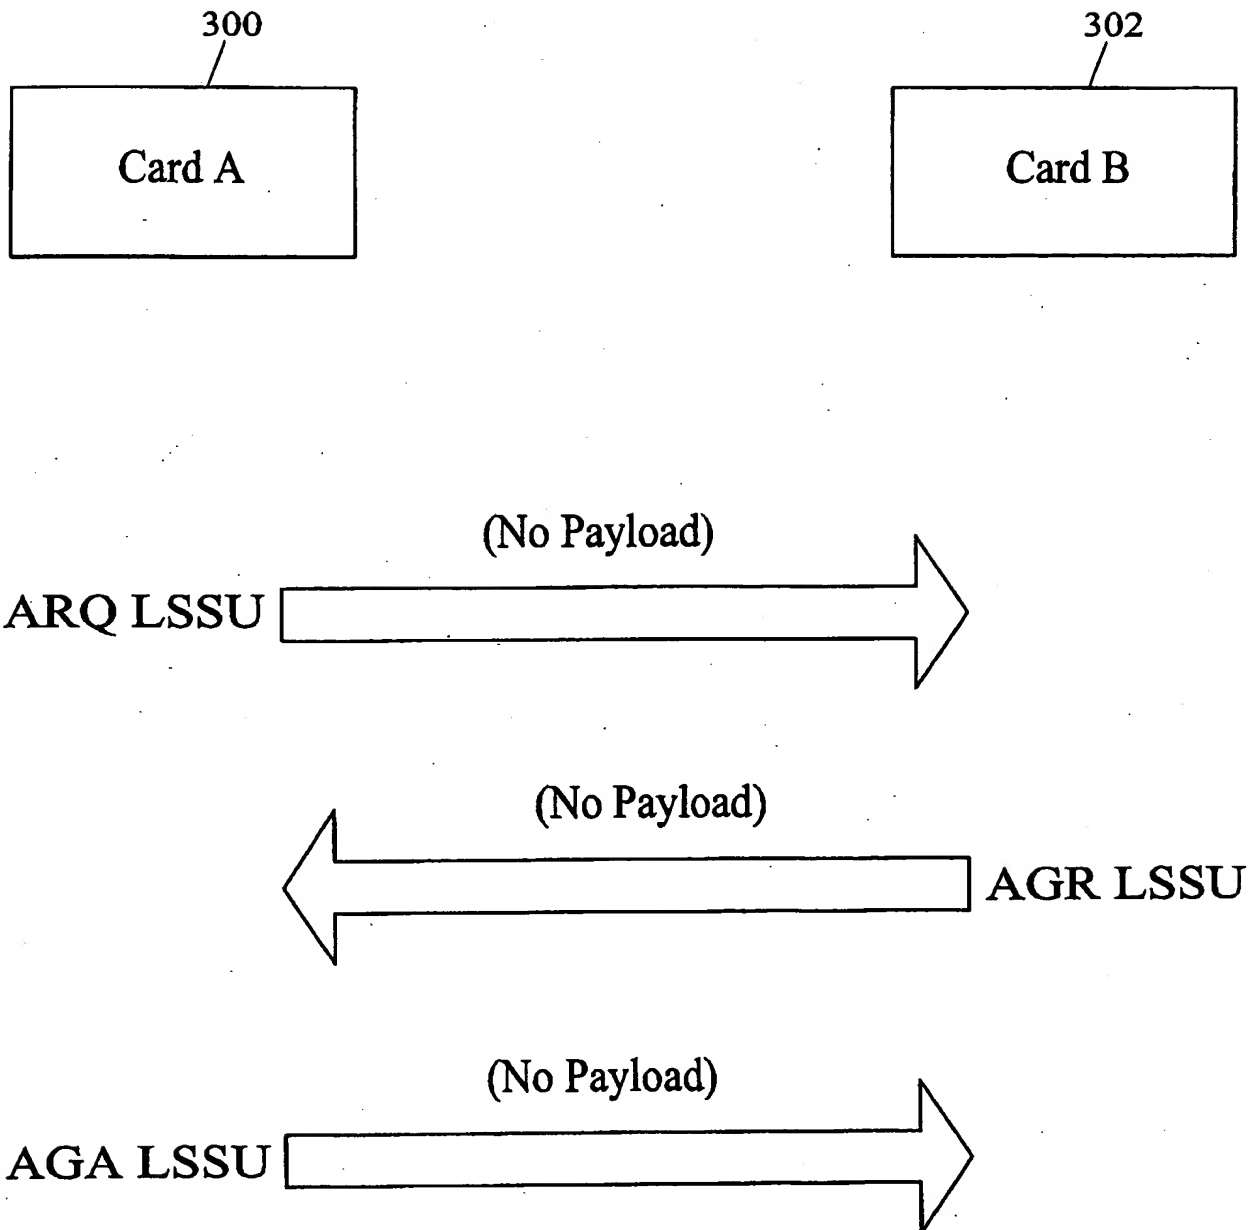 300
302
Card A
Card B
(No Payload)
ARQ LSSU
(No Payload)
AGR LSSU
(No Payload)
AGA LSSU